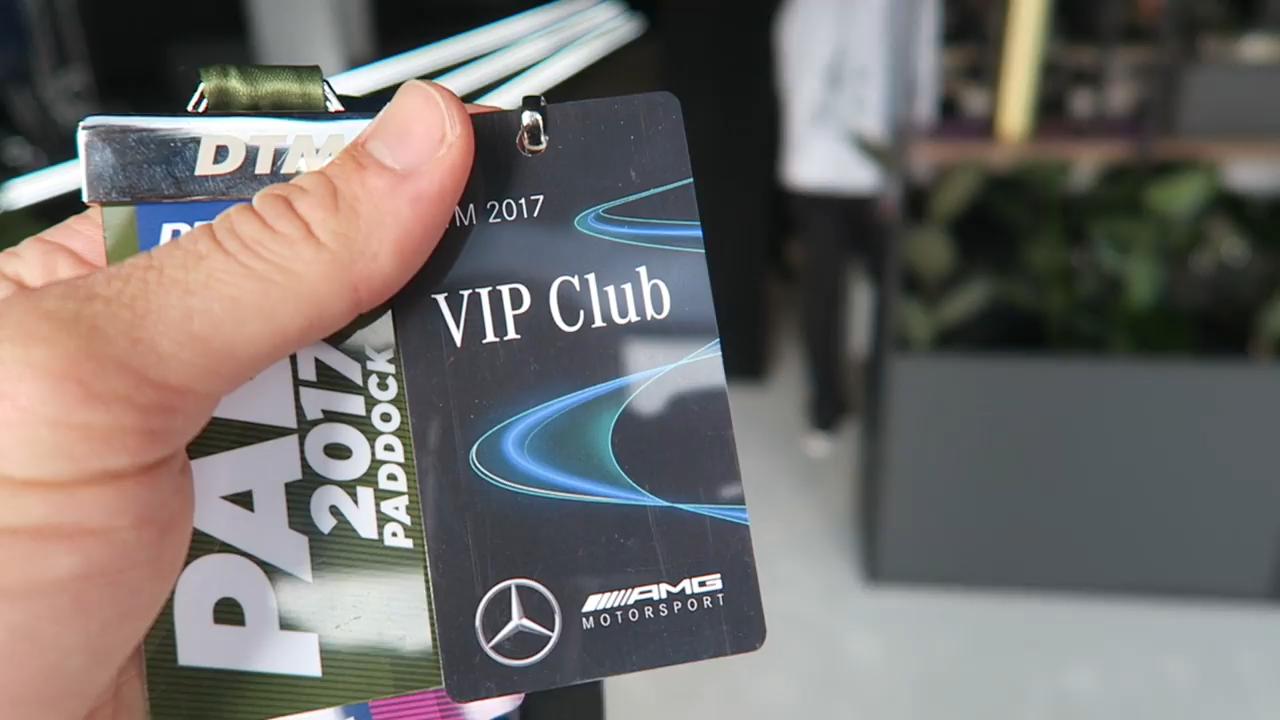 DTM
M 2017
VIP Club
2017
PADDOCK
AMG
MOTORSPORT